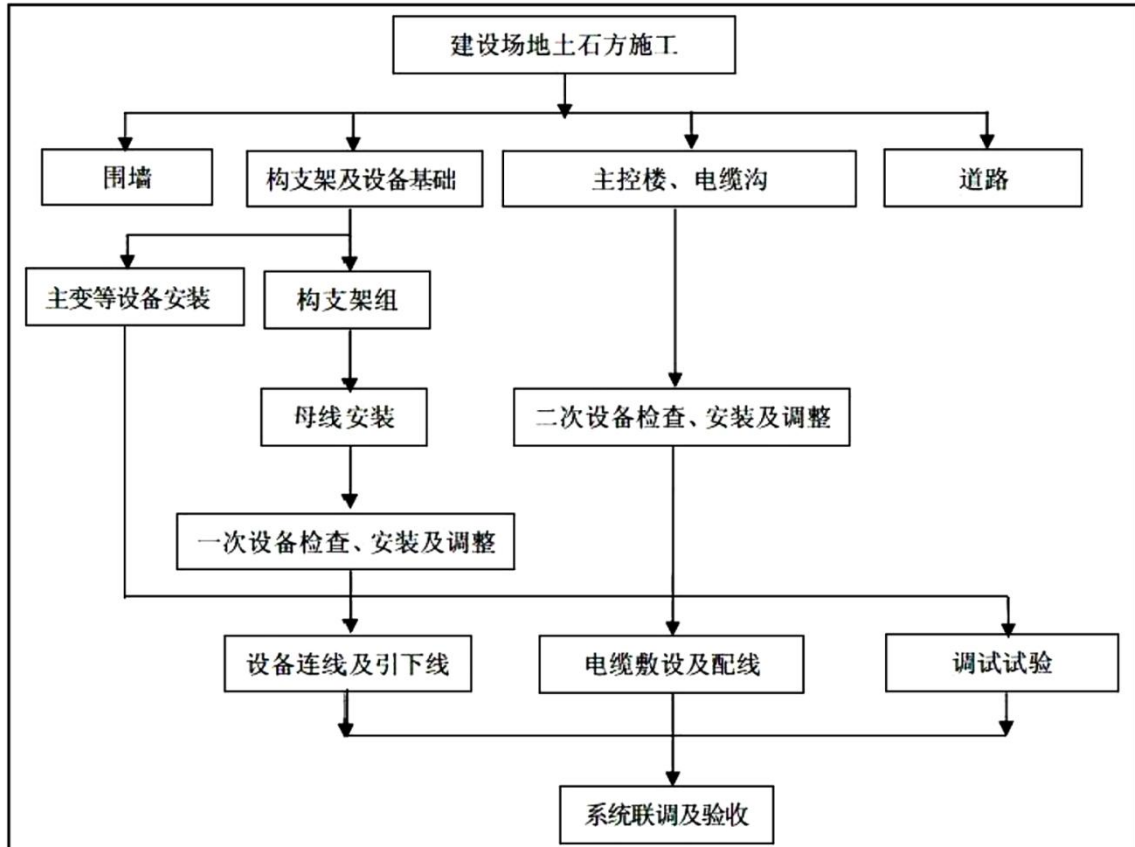 建设场地土石方施工
围墙
构支架及设备基础
主控楼、电缆沟
道路
主变等设备安装
构支架组
母线安装
二次设备检查、安装及调整
一次设备检查、安装及调整
设备连线及引下线
电缆敷设及配线
调试试验
系统联调及验收